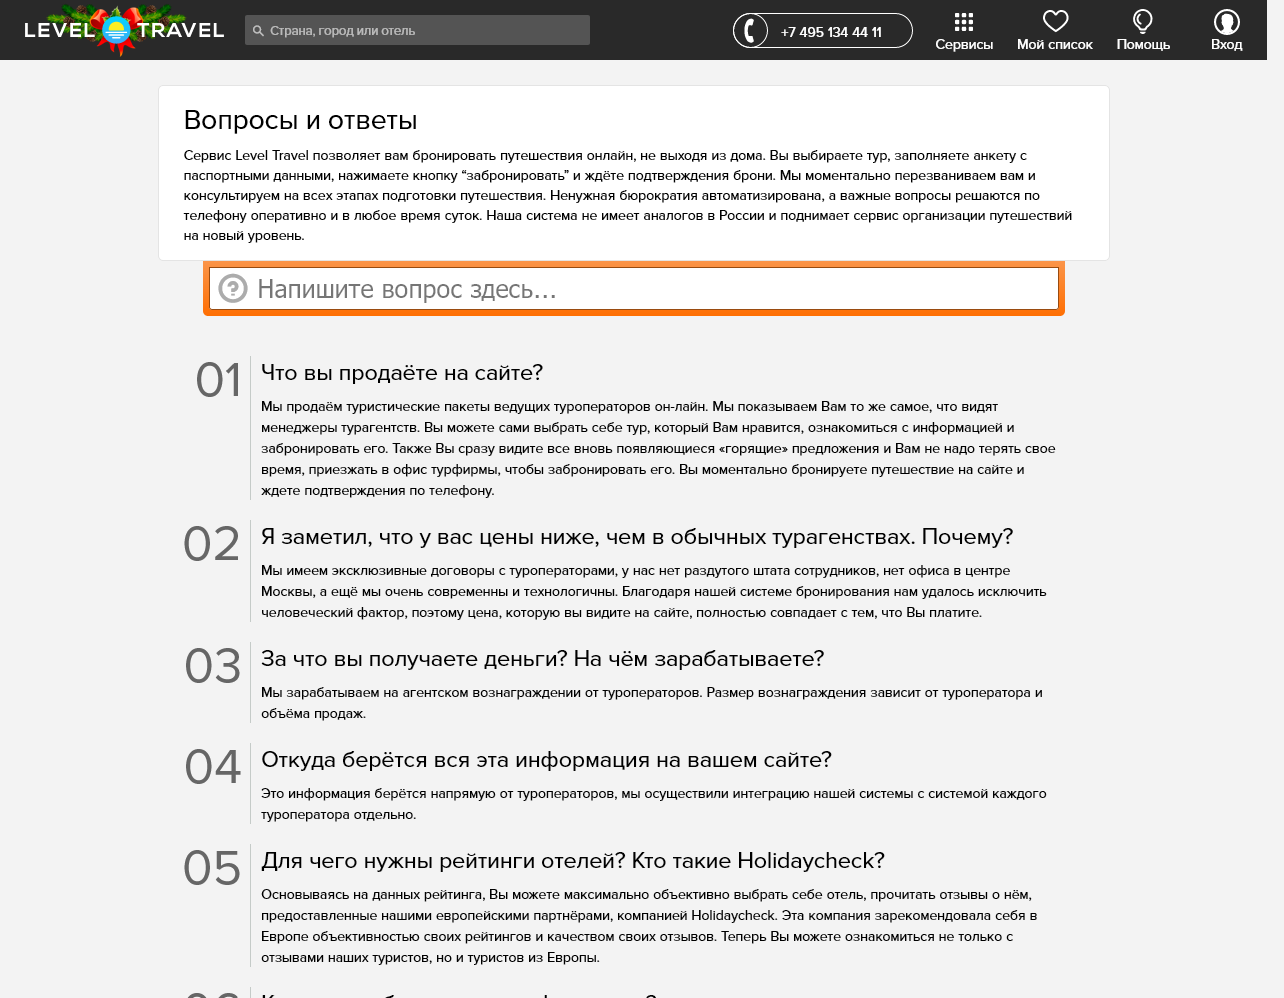 LEVEL TRAVEL
Страна, город или отель
+7 495 134 44 11
Сервисы
Мой список
Помощь
Вход
Вопросы и ответы
Сервис Level Travel позволяет вам бронировать путешествия онлайн, не выходя из дома. Вы выбираете тур, заполняете анкету с
паспортными данными, нажимаете кнопку “забронировать” и ждёте подтверждения брони. Мы моментально перезваниваем вам и
консультируем на всех этапах подготовки путешествия. Ненужная бюрократия автоматизирована, а важные вопросы решаются по
телефону оперативно и в любое время суток. Наша система не имеет аналогов в России и поднимает сервис организации путешествий
на новый уровень.
Напишите вопрос здесь...
01
Что вы продаёте на сайте?
Мы продаём туристические пакеты ведущих туроператоров он-лайн. Мы показываем Вам то же самое, что видят
менеджеры турагентств. Вы можете сами выбрать себе тур, который Вам нравится, ознакомиться с информацией и
забронировать его. Также Вы сразу видите все вновь появляющиеся «горящие» предложения и Вам не надо терять свое
время, приезжать в офис турфирмы, чтобы забронировать его. Вы моментально бронируете путешествие на сайте и
ждете подтверждения по телефону.
02
Я заметил, что у вас цены ниже, чем в обычных турагенствах. Почему?
Мы имеем эксклюзивные договоры с туроператорами, у нас нет раздутого штата сотрудников, нет офиса в центре
Москвы, а ещё мы очень современны и технологичны. Благодаря нашей системе бронирования нам удалось исключить
человеческий фактор, поэтому цена, которую вы видите на сайте, полностью совпадает с тем, что Вы платите.
03
За что вы получаете деньги? На чём зарабатываете?
Мы зарабатываем на агентском вознаграждении от туроператоров. Размер вознаграждения зависит от туроператора и
объёма продаж.
04
Откуда берётся вся эта информация на вашем сайте?
Это информация берётся напрямую от туроператоров, мы осуществили интеграцию нашей системы с системой каждого
туроператора отдельно.
05
Для чего нужны рейтинги отелей? Кто такие Holidaycheck?
Основываясь на данных рейтинга, Вы можете максимально объективно выбрать себе отель, прочитать отзывы о нём,
предоставленные нашими европейскими партнёрами, компанией Holidaycheck. Эта компания зарекомендовала себя в
Европе объективностью своих рейтингов и качеством своих отзывов. Теперь Вы можете ознакомиться не только с
отзывами наших туристов, но и туристов из Европы.